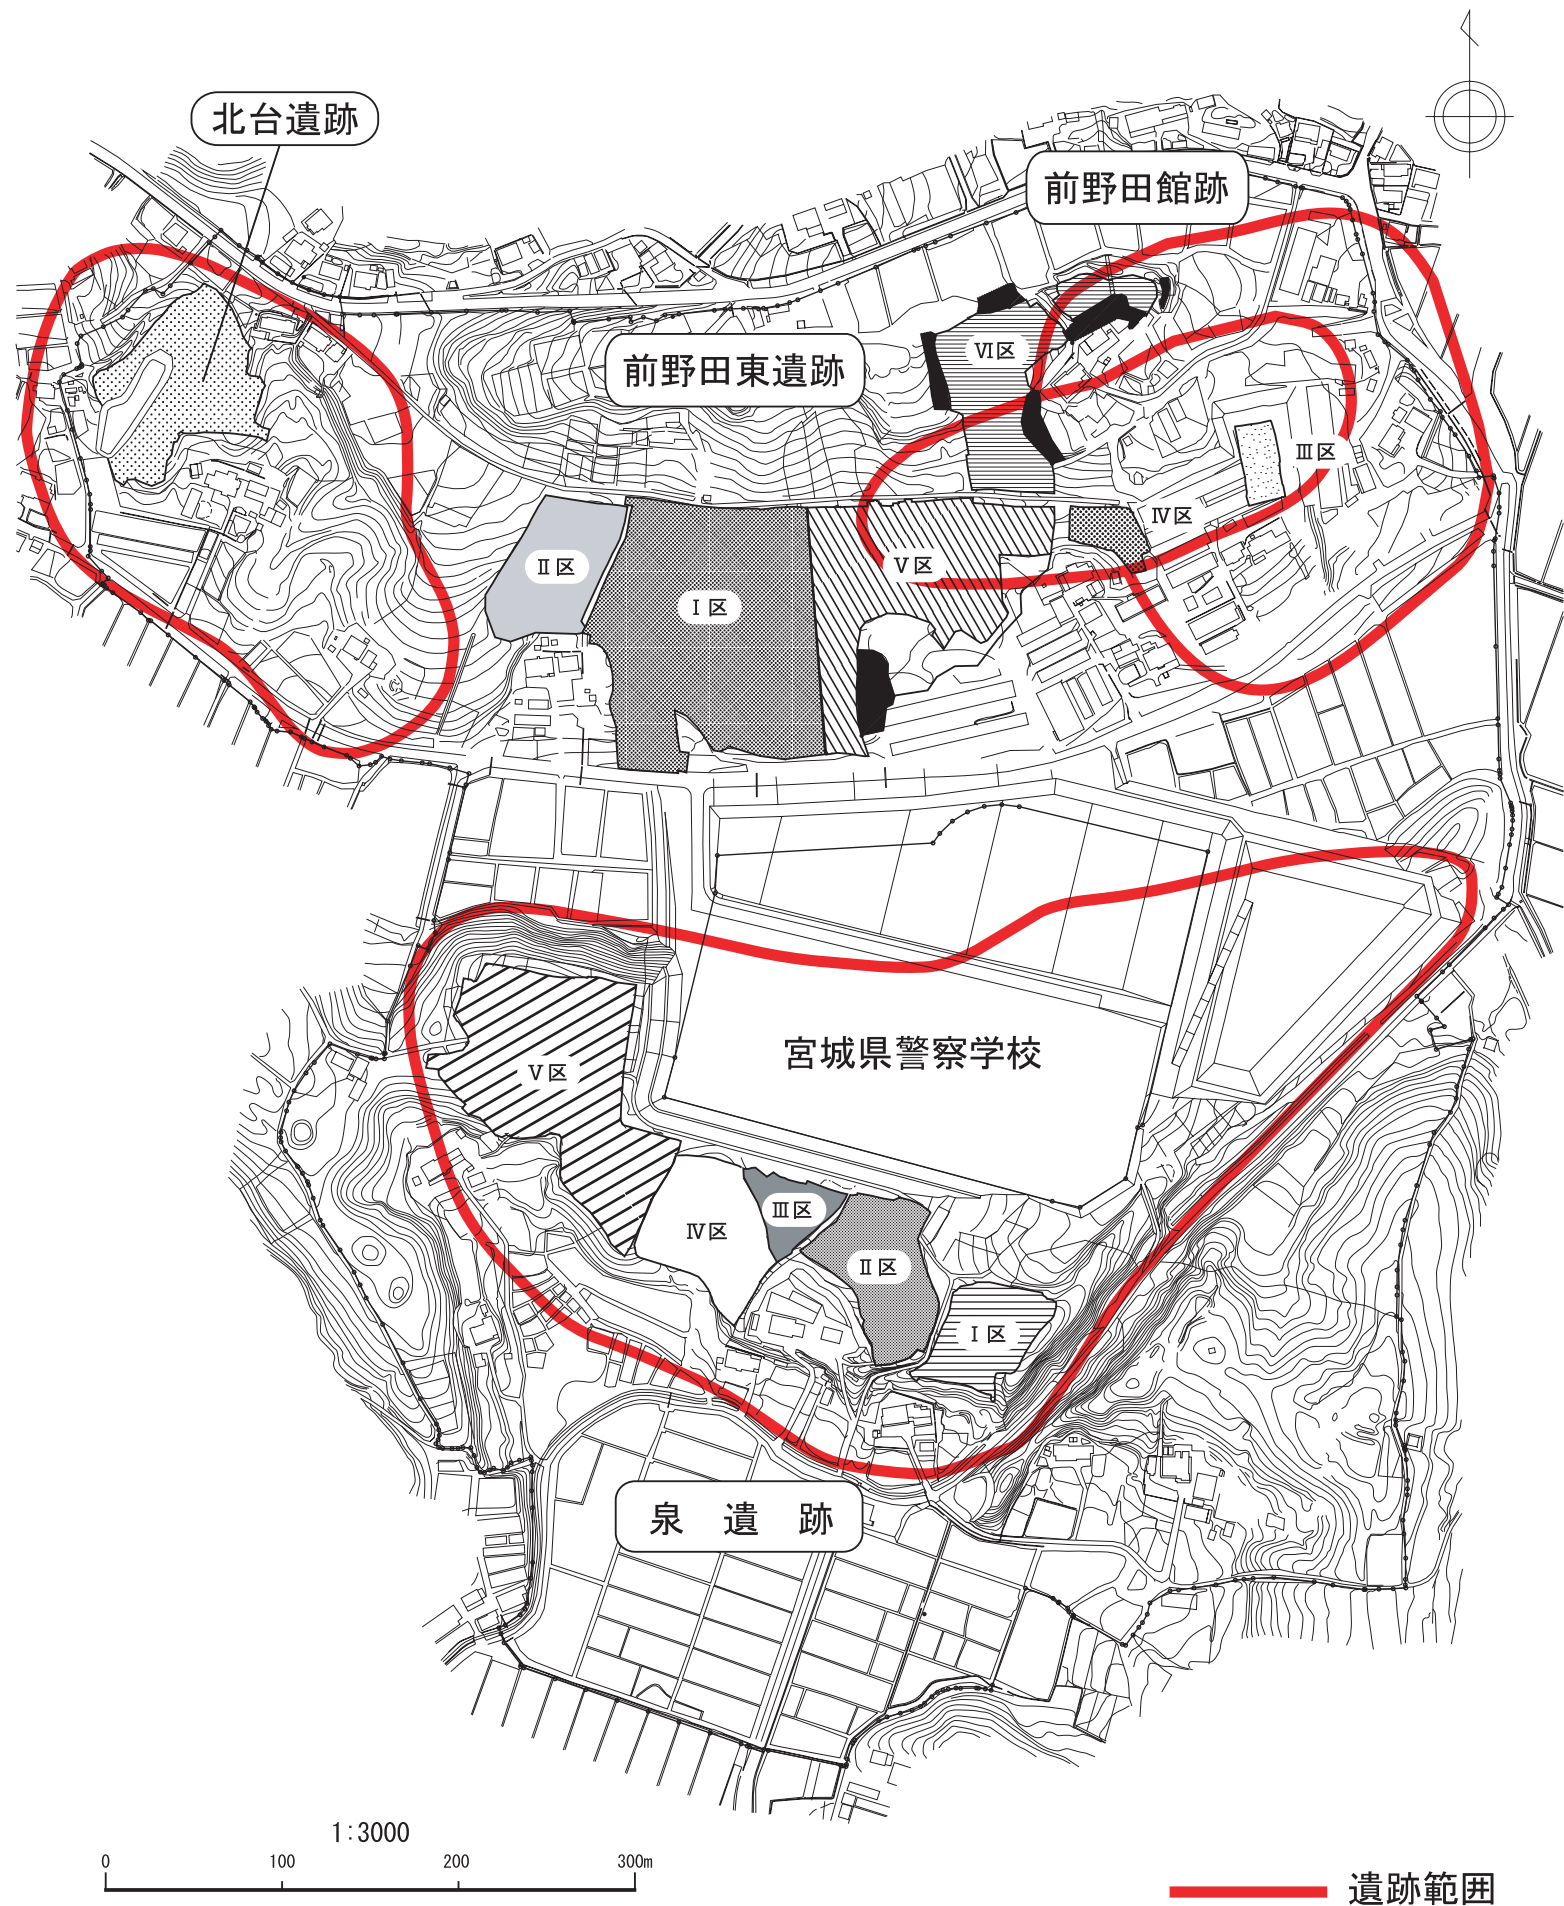 北台遺跡
前野田館跡
前野田東遺跡
Ⅵ区
Ⅲ区
Ⅳ区
Ⅴ区
Ⅱ区
Ⅰ区
宮城県警察学校
Ⅴ区
Ⅲ区
Ⅳ区
Ⅱ区
Ⅰ区
泉 遺 跡
1:3000
0 100 200 300m
遺跡範囲